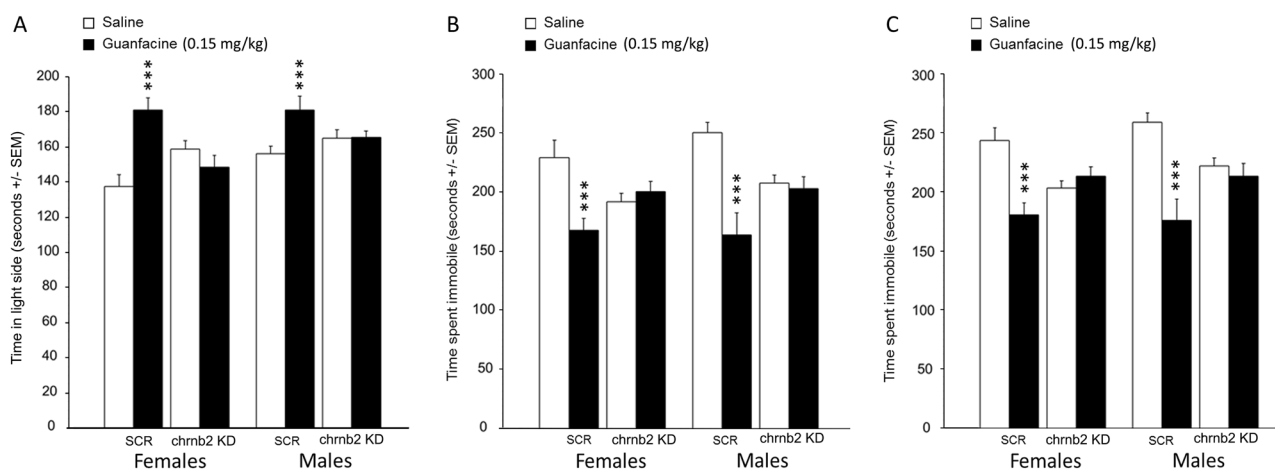 A
Saline
Guanfacine (0.15 mg/kg)
Time in light side (seconds +/- SEM)
200
180
160
140
120
100
80
60
40
20
0
***
***
SCR chrnb2 KD SCR chrnb2 KD
Females Males
B
Saline
Guanfacine (0.15 mg/kg)
Time spent immobile (seconds +/- SEM)
300
250
200
150
100
50
0
***
***
SCR chrnb2 KD SCR chrnb2 KD
Females Males
C
Saline
Guanfacine (0.15 mg/kg)
Time spent immobile (seconds +/- SEM)
300
250
200
150
100
50
0
***
***
SCR chrnb2 KD SCR chrnb2 KD
Females Males